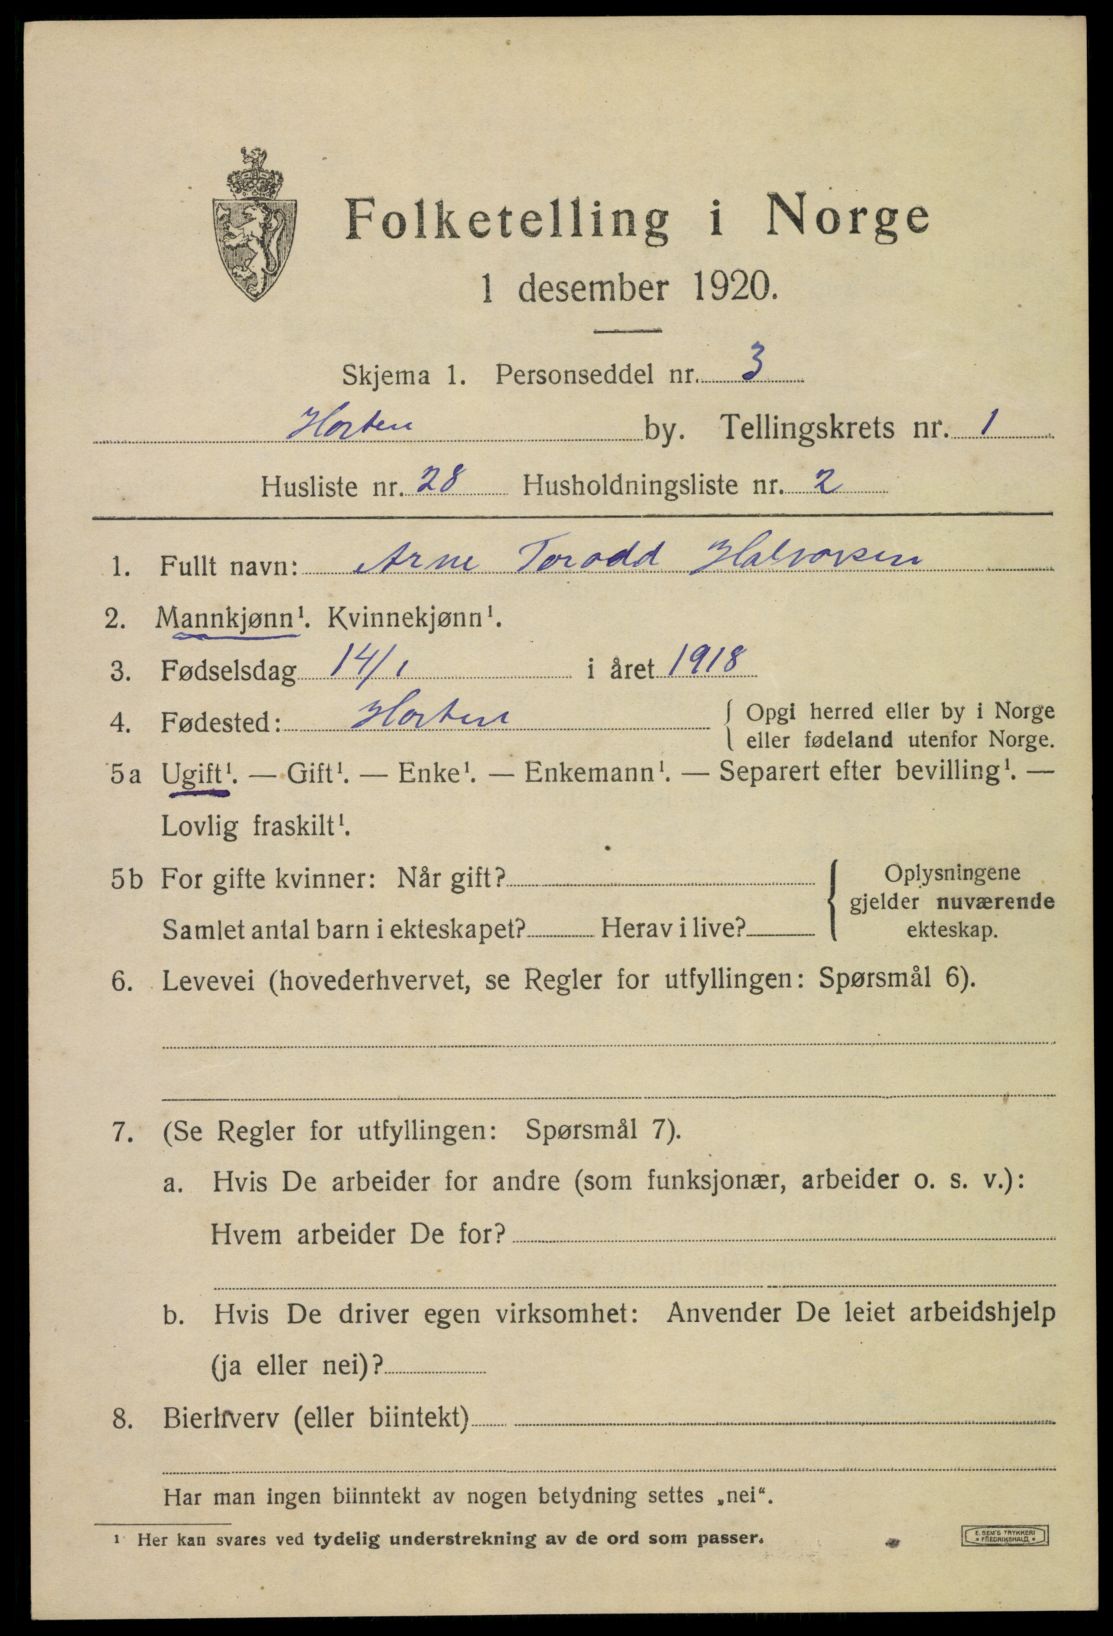 Folketelling i Norge
1 desember 1920.
Skjema 1. Personseddel nr. 3
Horten by. Tellingskrets nr. 1
Husliste nr. 28 Husholdningsliste nr. 2
1. Fullt navn: Arne Torodd Halvorsen
2. Mannkjønn¹. Kvinnekjønn¹.
3. Fødselsdag 14/1 i året 1918
4. Fødested: Horten { Opgi herred eller by i Norge
eller fødeland utenfor Norge.
5a Ugift¹. — Gift¹. — Enke¹. — Enkemann¹. — Separert efter bevilling¹. —
Lovlig fraskilt¹.
5b For gifte kvinner: Når gift? { Oplysningene
gjelder nuværende
Samlet antal barn i ekteskapet? Herav i live? ekteskap.
6. Levevei (hovederhvervet, se Regler for utfyllingen: Spørsmål 6).
7. (Se Regler for utfyllingen: Spørsmål 7).
a. Hvis De arbeider for andre (som funksjonær, arbeider o. s. v.):
Hvem arbeider De for?
b. Hvis De driver egen virksomhet: Anvender De leiet arbeidshjelp
(ja eller nei)?
8. Bierhverv (eller biintekt)
Har man ingen biinntekt av nogen betydning settes „nei“.
¹ Her kan svares ved tydelig understrekning av de ord som passer.
E. SEM'S TRYKKERI
* FREDRIKSHALD. *